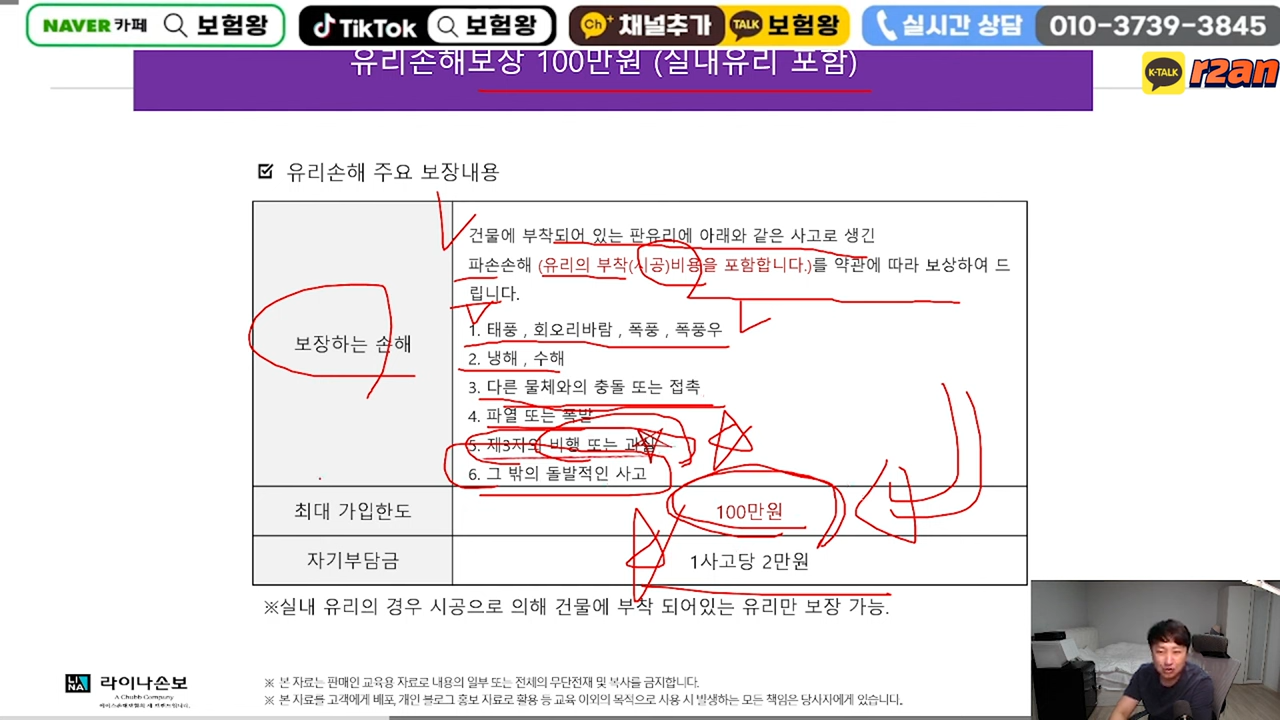 NAVER 카페 보험왕 TikTok 보험왕 Ch+ 채널추가 TALK 보험왕 실시간 상담 010-3739-3845
유리손해보상 100만원 (실내유리 포함)
K-TALK r2an
유리손해 주요 보장내용
보장하는 손해
건물에 부착되어 있는 판유리에 아래와 같은 사고로 생긴
파손손해 (유리의 부착(시공)비용을 포함합니다.)를 약관에 따라 보상하여 드
립니다.
1. 태풍 , 회오리바람 , 폭풍 , 폭풍우
2. 냉해 , 수해
3. 다른 물체와의 충돌 또는 접촉
4. 파열 또는 폭발
5. 제3자의 비행 또는 과실
6. 그 밖의 돌발적인 사고
최대 가입한도 100만원
자기부담금 1사고당 2만원
※실내 유리의 경우 시공으로 의해 건물에 부착 되어있는 유리만 보장 가능.
LINA 라이나손보
A Chubb Company
※ 본 자료는 판매인 교육용 자료로 내용의 일부 또는 전체의 무단전재 및 복사를 금지합니다.
※ 본 자료를 고객에게 배포, 개인 블로그 홍보 자료로 활용 등 교육 이외의 목적으로 사용 시 발생하는 모든 책임은 당사자에게 있습니다.